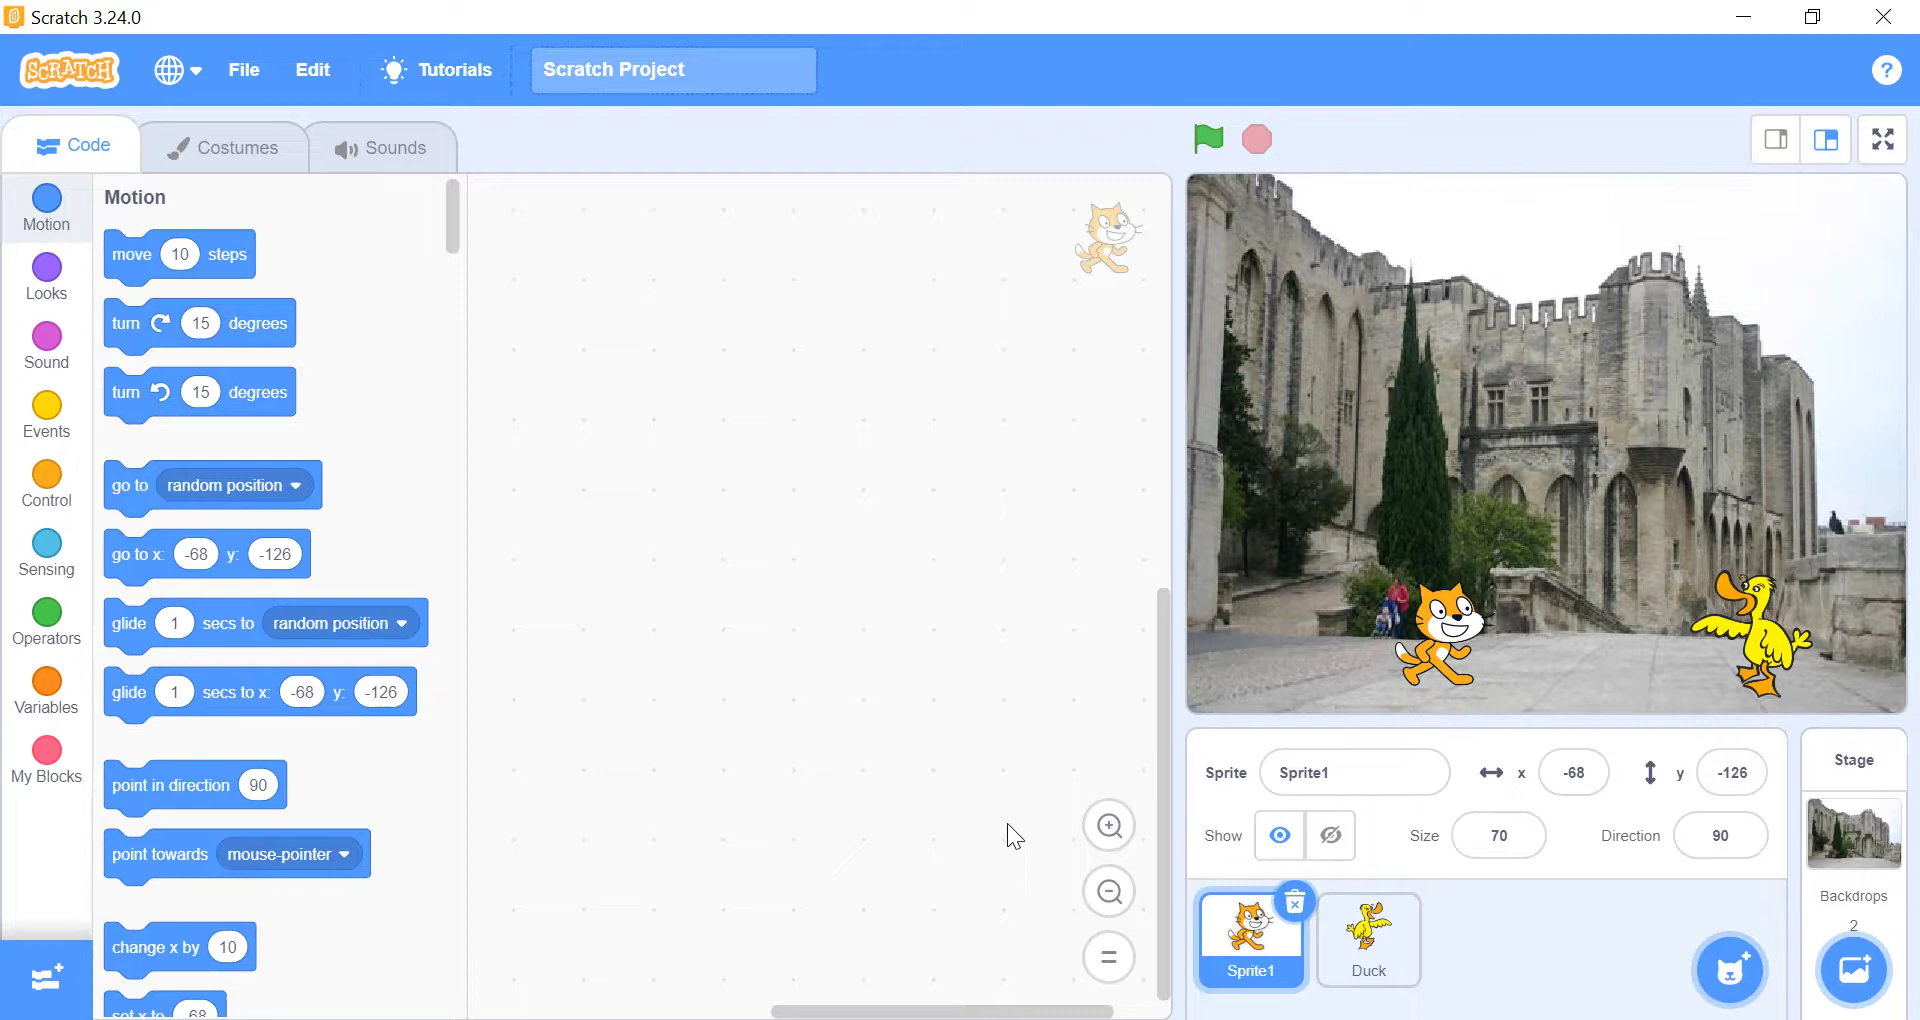 Scratch 3.24.0
SCRATCH File Edit Tutorials Scratch Project ?
Code Costumes Sounds
Motion
Looks
Sound
Events
Control
Sensing
Operators
Variables
My Blocks
Motion
move 10 steps
turn 15 degrees
turn 15 degrees
go to random position
go to x: -68 y: -126
glide 1 secs to random position
glide 1 secs to x: -68 y: -126
point in direction 90
point towards mouse-pointer
change x by 10
set x to -68
Sprite Sprite1 x -68 y -126
Show Size 70 Direction 90
Sprite1 Duck
Stage
Backdrops
2